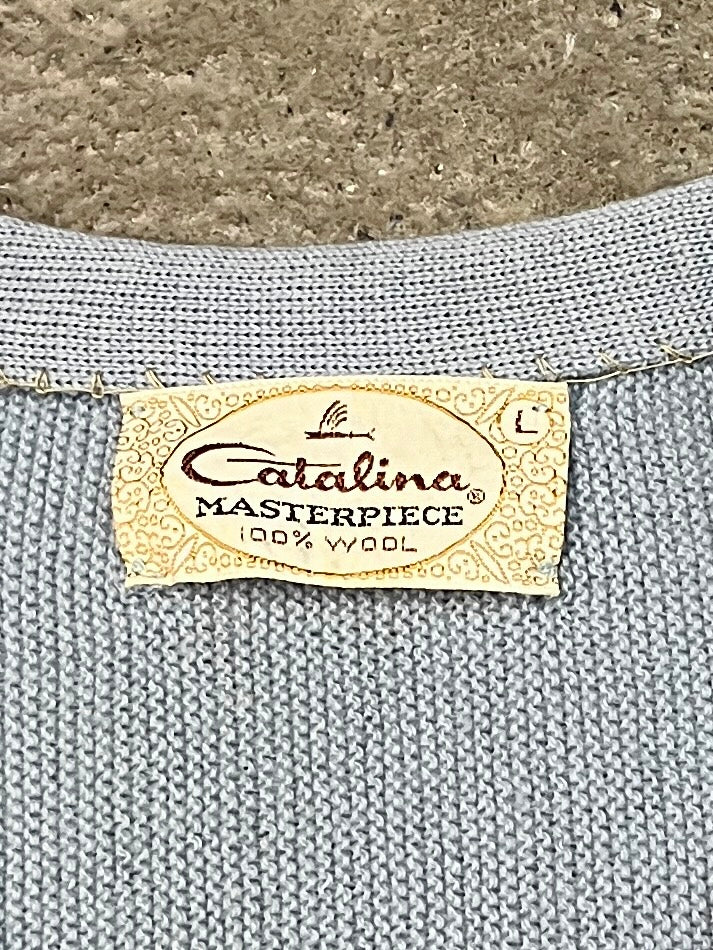 L
Catalina®
MASTERPIECE
100% WOOL